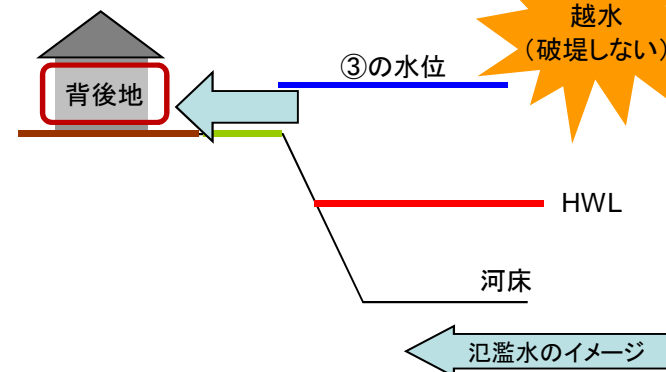 越水
（破堤しない）
③の水位
背後地
HWL
河床
氾濫水のイメージ